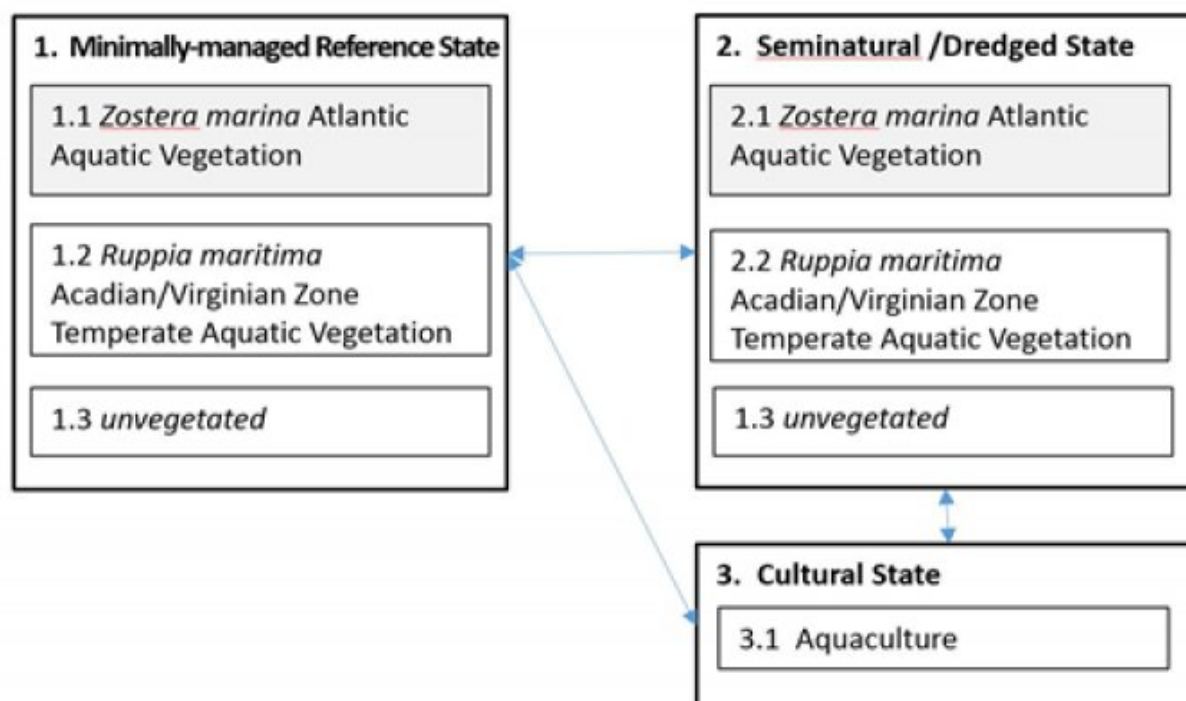 1. Minimally-managed Reference State
1.1 Zostera marina Atlantic
Aquatic Vegetation
1.2 Ruppia maritima
Acadian/Virginian Zone
Temperate Aquatic Vegetation
1.3 unvegetated
2. Seminatural /Dredged State
2.1 Zostera marina Atlantic
Aquatic Vegetation
2.2 Ruppia maritima
Acadian/Virginian Zone
Temperate Aquatic Vegetation
1.3 unvegetated
3. Cultural State
3.1 Aquaculture